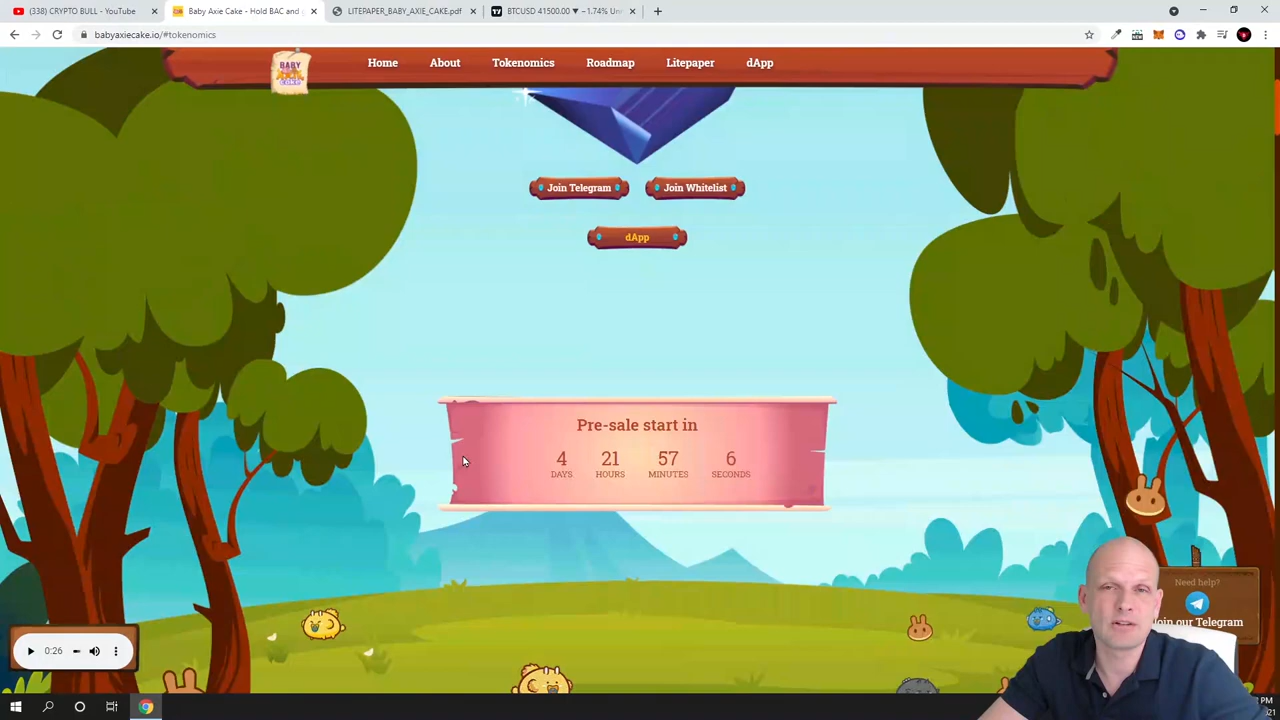 (338) CRYPTO BULL - YouTube
Baby Axie Cake - Hold BAC and
LITEPAPER_BABY_AXIE_CAKE.pdf
BTCUSD 41500.00 ▼ −1.74% Un
babyaxiecake.io/#tokenomics
BABY
CAKE
Home
About
Tokenomics
Roadmap
Litepaper
dApp
Join Telegram
Join Whitelist
dApp
Pre-sale start in
4
21
57
6
DAYS
HOURS
MINUTES
SECONDS
Need help?
Join our Telegram
0:26